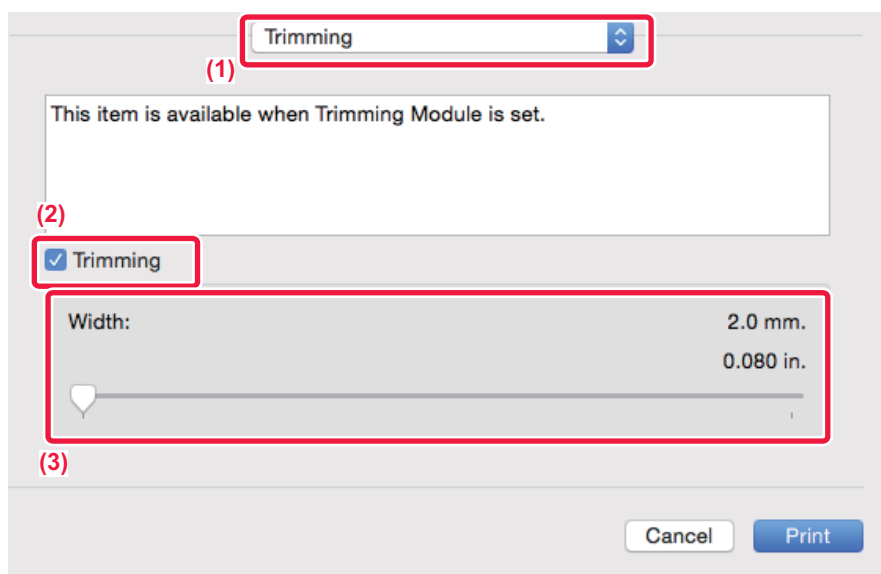 Trimming
(1)
This item is available when Trimming Module is set.
(2)
Trimming
Width:
2.0 mm.
0.080 in.
(3)
Cancel
Print